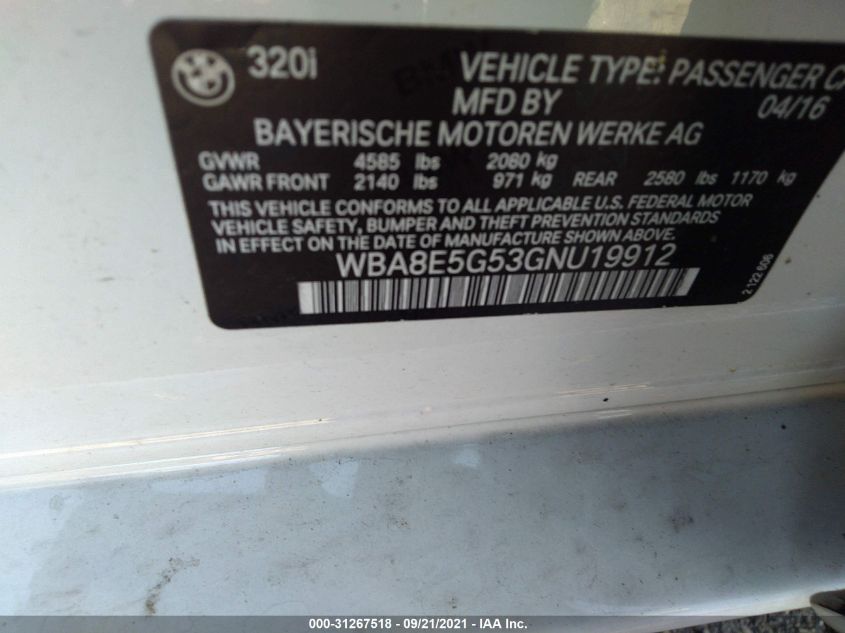 320i VEHICLE TYPE: PASSENGER
MFD BY 04/16
BAYERISCHE MOTOREN WERKE AG
GVWR 4585 lbs 2080 kg
GAWR FRONT 2140 lbs 971 kg REAR 2580 lbs 1170 kg
THIS VEHICLE CONFORMS TO ALL APPLICABLE U.S. FEDERAL MOTOR
VEHICLE SAFETY, BUMPER AND THEFT PREVENTION STANDARDS
IN EFFECT ON THE DATE OF MANUFACTURE SHOWN ABOVE.
WBA8E5G53GNU19912
2 122 606
000-31267518 - 09/21/2021 - IAA Inc.